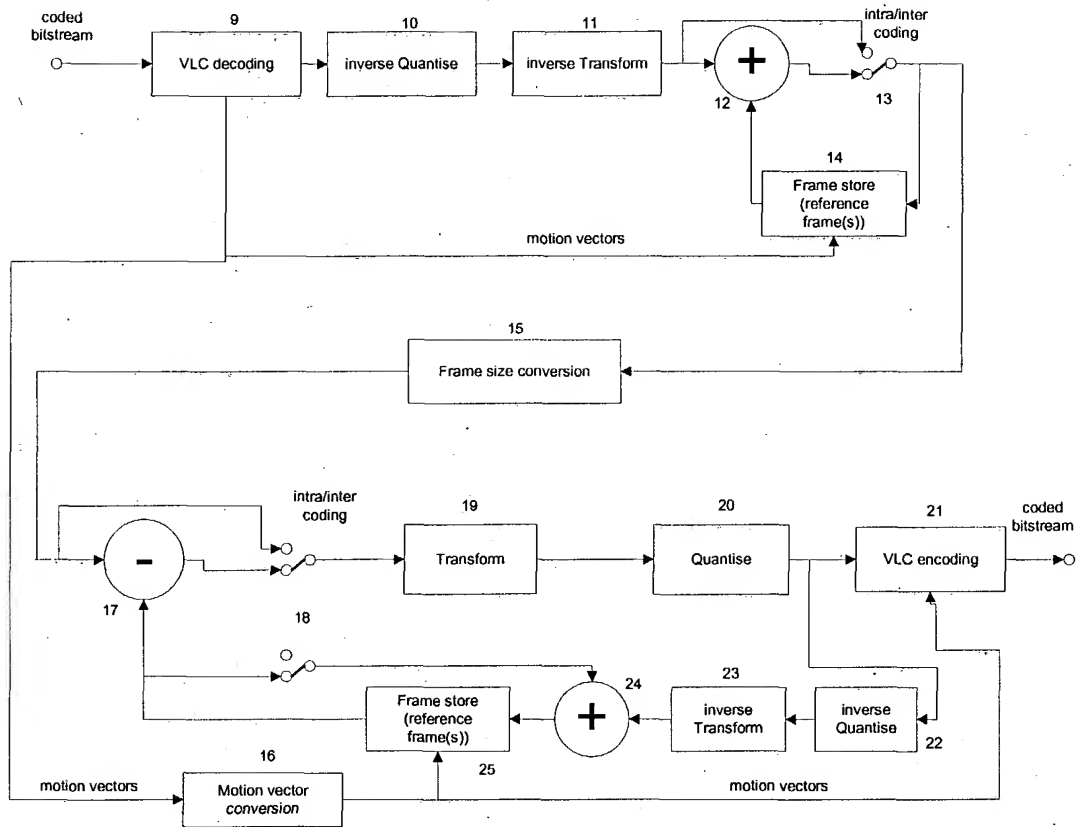 coded
bitstream
9
10
11
intra/inter
coding
VLC decoding
inverse Quantise
inverse Transform
+
12
13
14
Frame store
(reference
frame(s))
motion vectors
15
Frame size conversion
intra/inter
coding
19
20
21
coded
bitstream
-
Transform
Quantise
VLC encoding
17
18
24
23
Frame store
(reference
frame(s))
+
inverse
Transform
inverse
Quantise
22
16
25
motion vectors
Motion vector
conversion
motion vectors